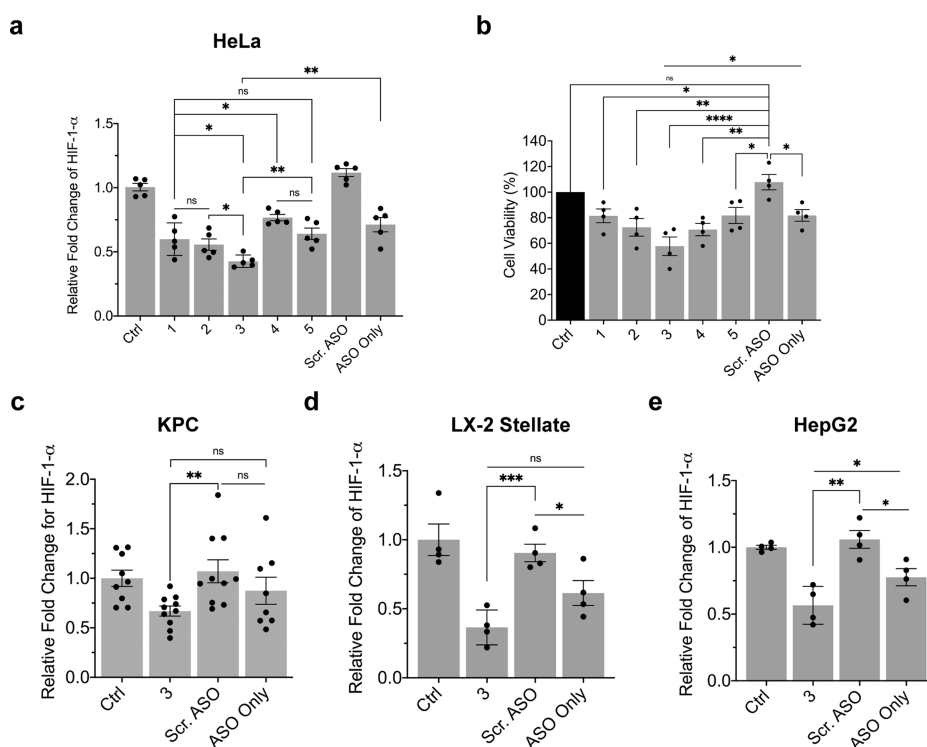 a
HeLa
**
ns
*
*
**
ns
ns
*
Relative Fold Change of HIF-1-α
1.5
1.0
0.5
0.0
Ctrl
1
2
3
4
5
Scr. ASO
ASO Only
b
*
ns
*
**
****
**
*
*
Cell Viability (%)
140
120
100
80
60
40
20
0
Ctrl
1
2
3
4
5
Scr. ASO
ASO Only
c
KPC
ns
**
ns
Relative Fold Change for HIF-1-α
2.0
1.5
1.0
0.5
0.0
Ctrl
3
Scr. ASO
ASO Only
d
LX-2 Stellate
ns
***
*
Relative Fold Change of HIF-1-α
1.5
1.0
0.5
0.0
Ctrl
3
Scr. ASO
ASO Only
e
HepG2
*
**
*
Relative Fold Change of HIF-1-α
1.5
1.0
0.5
0.0
Ctrl
3
Scr. ASO
ASO Only